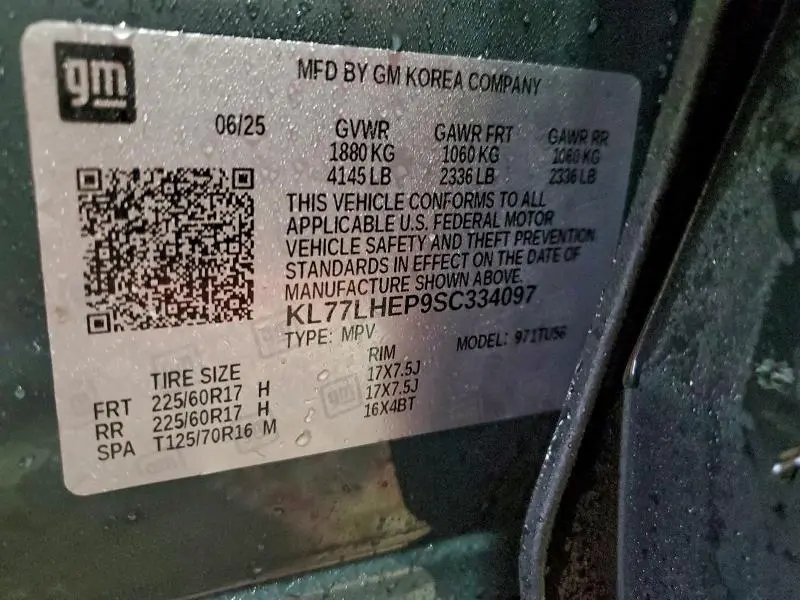 gm
MFD BY GM KOREA COMPANY
06/25 GVWR GAWR FRT GAWR RR
1880 KG 1060 KG 1060 KG
4145 LB 2336 LB 2336 LB
THIS VEHICLE CONFORMS TO ALL
APPLICABLE U.S. FEDERAL MOTOR
VEHICLE SAFETY AND THEFT PREVENTION
STANDARDS IN EFFECT ON THE DATE OF
MANUFACTURE SHOWN ABOVE.
KL77LHEP9SC334097
TYPE: MPV MODEL: 971TU56
TIRE SIZE RIM
FRT 225/60R17 H 17X7.5J
RR 225/60R17 H 17X7.5J
SPA T125/70R16 M 16X4BT
gm